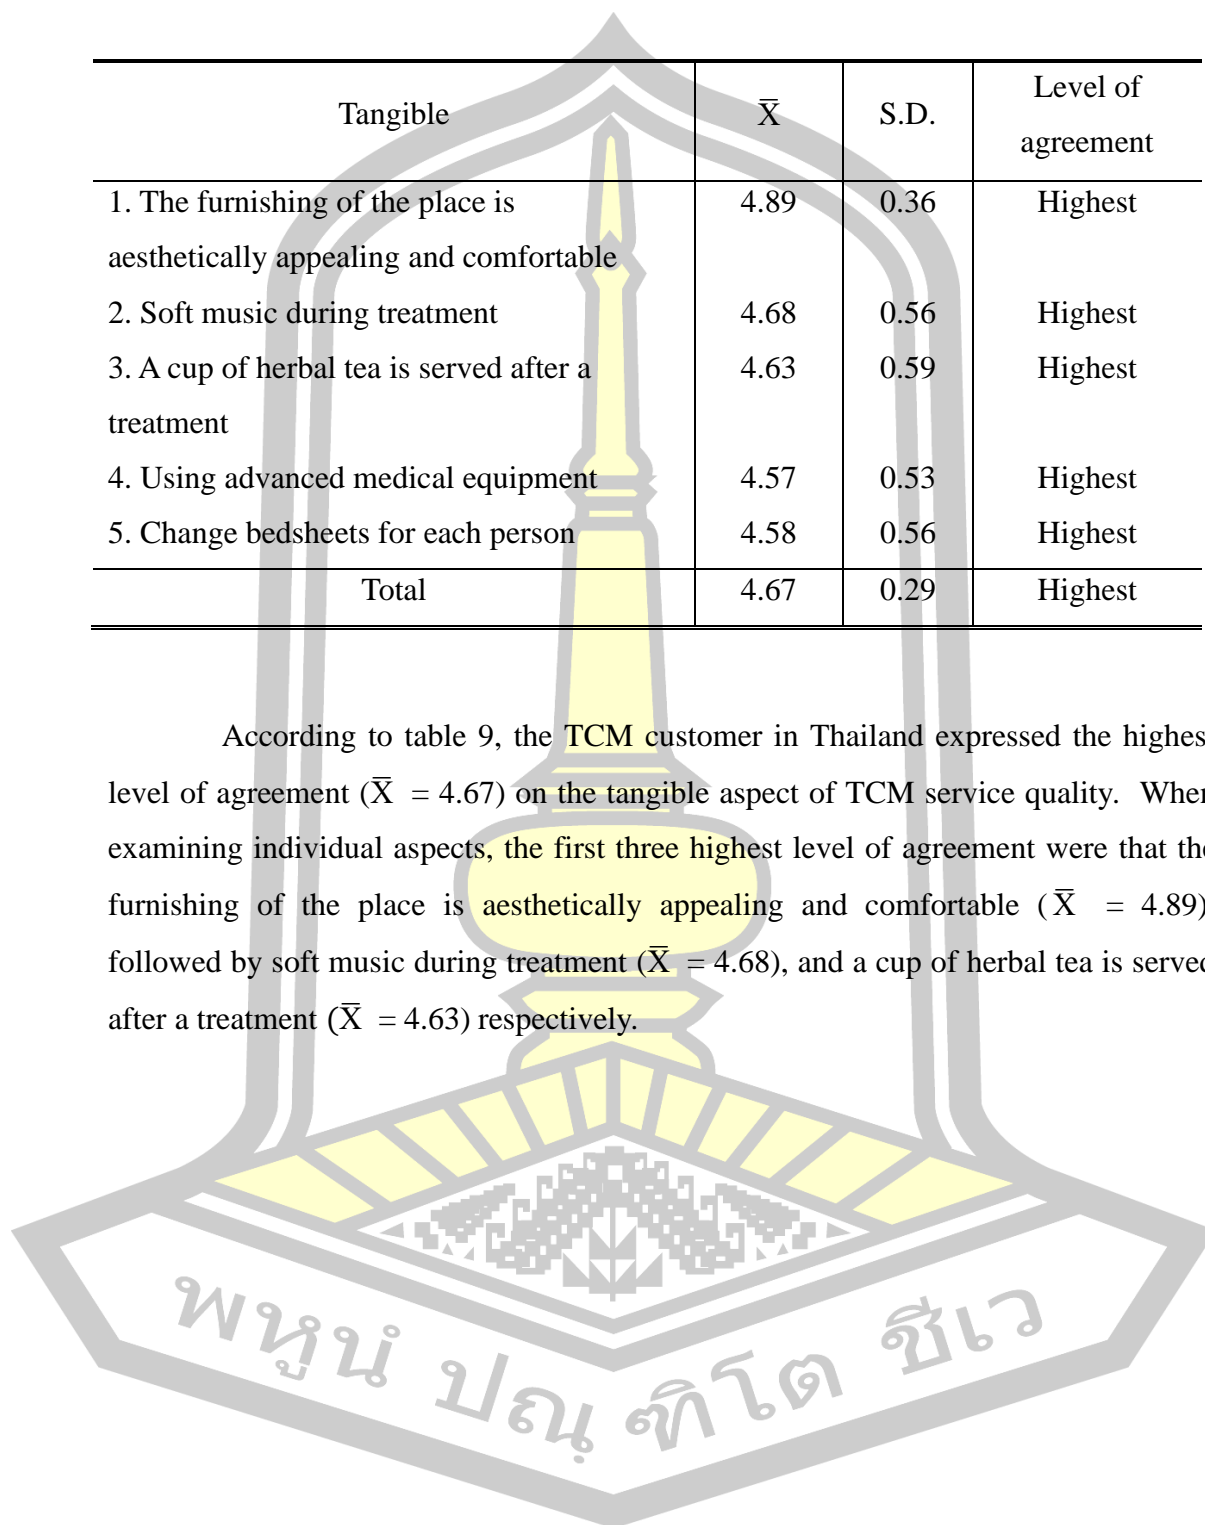 Tangible X̅ S.D. Level of
agreement
1. The furnishing of the place is 4.89 0.36 Highest
aesthetically appealing and comfortable
2. Soft music during treatment 4.68 0.56 Highest
3. A cup of herbal tea is served after a 4.63 0.59 Highest
treatment
4. Using advanced medical equipment 4.57 0.53 Highest
5. Change bedsheets for each person 4.58 0.56 Highest
Total 4.67 0.29 Highest
According to table 9, the TCM customer in Thailand expressed the highes
level of agreement (X̅ = 4.67) on the tangible aspect of TCM service quality. When
examining individual aspects, the first three highest level of agreement were that the
furnishing of the place is aesthetically appealing and comfortable (X̅ = 4.89)
followed by soft music during treatment (X̅ = 4.68), and a cup of herbal tea is served
after a treatment (X̅ = 4.63) respectively.
พหูนํ ปณฺฑิโต ชีเว